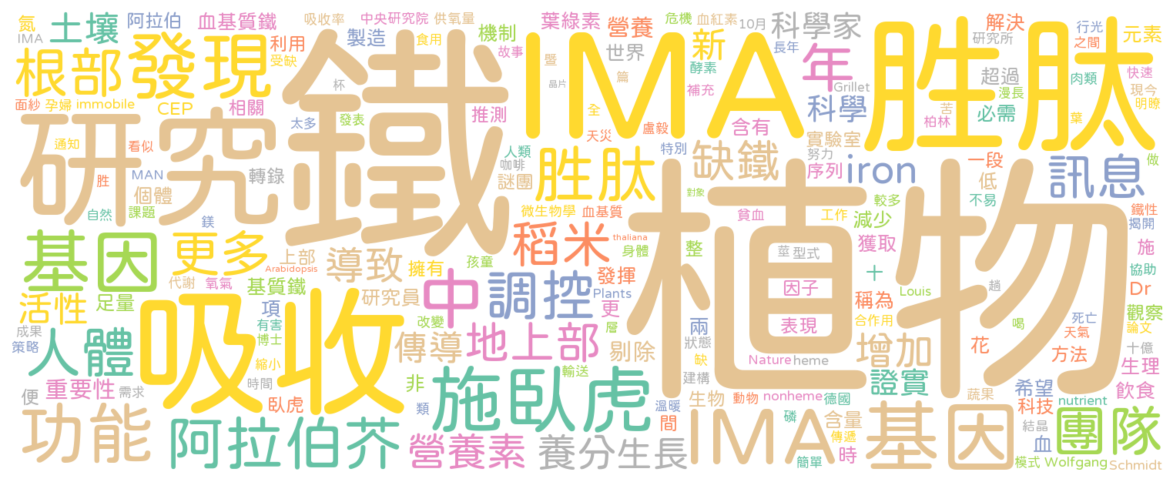 氮 土壤 阿拉伯 血基質鐵 吸收率 中央研究院 供氧量 葉綠素 營養 危機 血紅素 10月 科學家 解決 行光 元素
IMA 根部 發現 利用 受缺 製造 食用 機制 故事 世界 新 酵素 年 研究所 之間
面紗 孕婦 immobile CEP 相關 杯 鐵 推測 暨 IMA 晶片 篇 全 補充 Grillet 科學 超過 漫長 必需 肉類 快速 現今 明瞭
研究 太多 發表 人類 天災 盧毅 含有 實驗室 苦 柏林 葉 胜肽
通知 看似 MAN 轉錄 咖啡 謎團 胜肽 特別 缺鐵 努力 序列 iron 一段 低 訊息 做
胜 個體 自然 課題 鎂 微生物學 血基質 對象 貧血 工作 較多 減少 不易 鐵性 揭開
基因 更多 上部 導致 孩童 擁有 稻米 thaliana 身體 整 莖 型式 獲取 施 協助
Arabidopsis 代謝 氧氣 基質鐵 研究員 中 調控 發揮 Plants 植物 因子 十 稱為 Louis 趟 Dr
活性 足量 吸收 項 改變 更 層 兩 表現 合作用 喝 觀察 論文
成果 策略 人體 有害 博士 傳導 地上部 剔除 狀態 增加 花 死亡 天氣 方法 十億
縮小 時間 缺 Nature heme 建構 證實 生理
便 重要性 需求 臥虎 非 類 輸送 施臥虎 生物 動物 nonheme 德國 希望 nutrient 飲食
功能 阿拉伯芥 營養素 養分生長 溫暖 間 IMA 磷 含量 傳遞 時 簡單 基因 蔬果 科技 結晶 血 團隊
模式 Wolfgang Schmidt